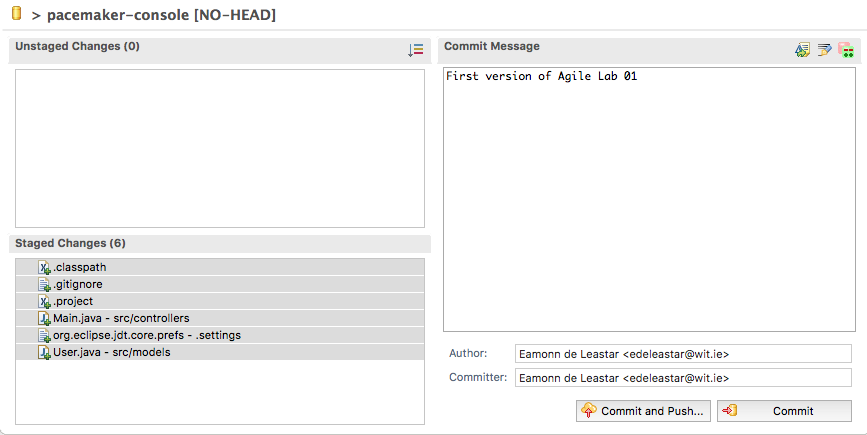 > pacemaker-console [NO-HEAD]
Unstaged Changes (0)
Staged Changes (6)
.classpath
.gitignore
.project
Main.java - src/controllers
org.eclipse.jdt.core.prefs - .settings
User.java - src/models
Commit Message
First version of Agile Lab 01
Author: Eamonn de Leastar <edeleastar@wit.ie>
Committer: Eamonn de Leastar <edeleastar@wit.ie>
Commit and Push... Commit